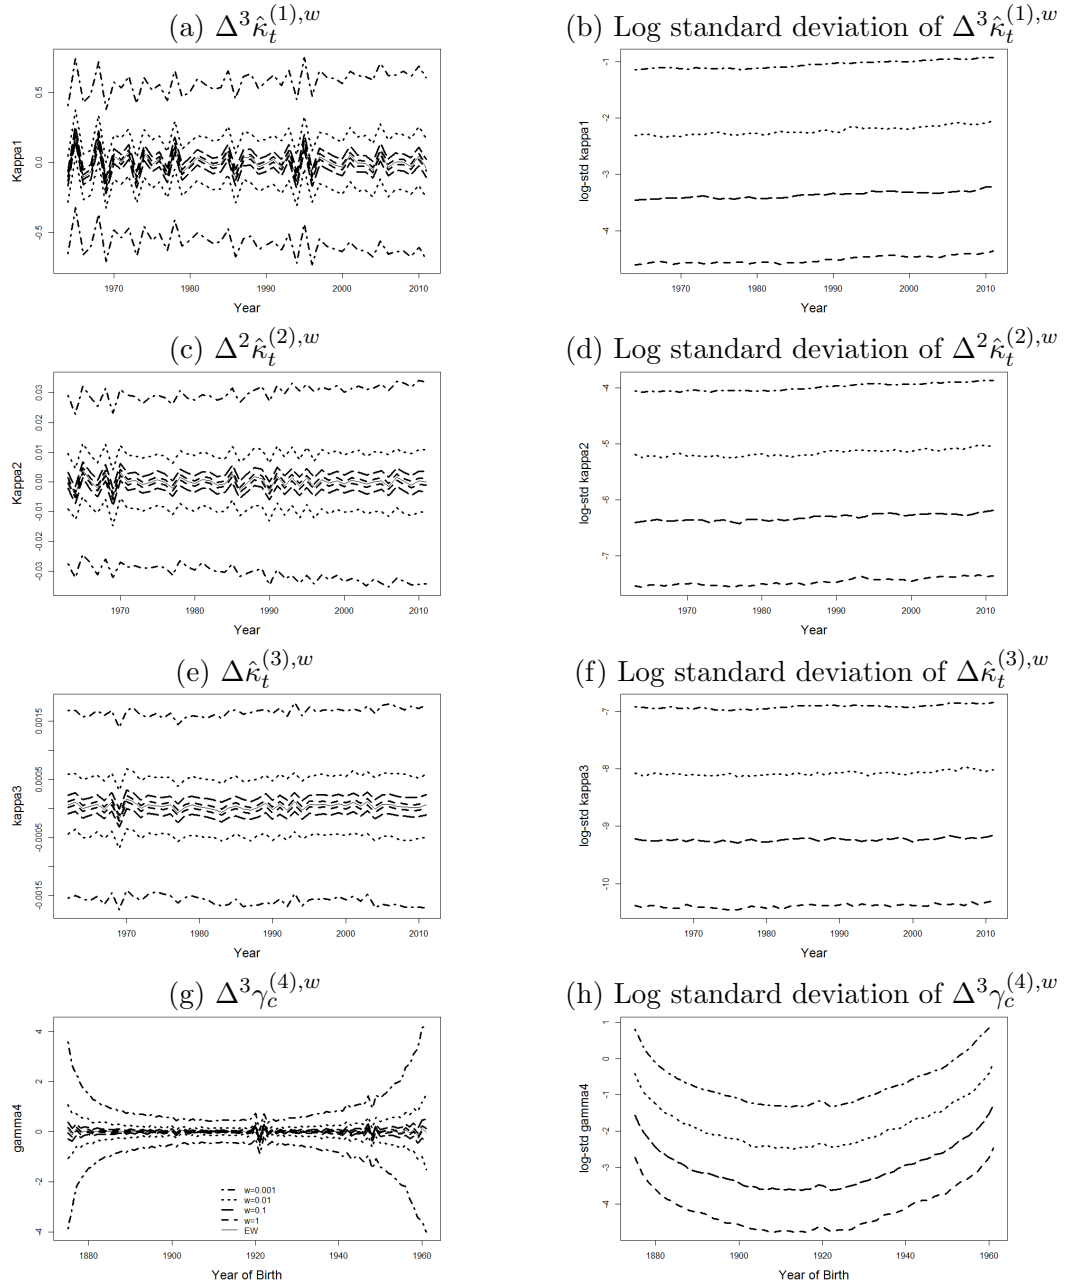 (a) Δ³κ̂ₜ⁽¹⁾,ʷ
(b) Log standard deviation of Δ³κ̂ₜ⁽¹⁾,ʷ
Kappa1
0.5
0.0
-0.5
1970 1980 1990 2000 2010
Year
log-std kappa1
-1
-2
-3
-4
1970 1980 1990 2000 2010
Year
(c) Δ²κ̂ₜ⁽²⁾,ʷ
(d) Log standard deviation of Δ²κ̂ₜ⁽²⁾,ʷ
Kappa2
0.03
0.02
0.01
0.00
-0.01
-0.02
-0.03
1970 1980 1990 2000 2010
Year
log-std kappa2
-4
-5
-6
-7
1970 1980 1990 2000 2010
Year
(e) Δκ̂ₜ⁽³⁾,ʷ
(f) Log standard deviation of Δκ̂ₜ⁽³⁾,ʷ
kappa3
0.0015
0.0005
-0.0005
-0.0015
1970 1980 1990 2000 2010
Year
log-std kappa3
-7
-8
-9
-10
1970 1980 1990 2000 2010
Year
(g) Δ³γ_c⁽⁴⁾,ʷ
(h) Log standard deviation of Δ³γ_c⁽⁴⁾,ʷ
gamma4
4
2
0
-2
-4
w=0.001
w=0.01
w=0.1
w=1
EW
1880 1900 1920 1940 1960
Year of Birth
log-std gamma4
1
0
-1
-2
-3
-4
1880 1900 1920 1940 1960
Year of Birth